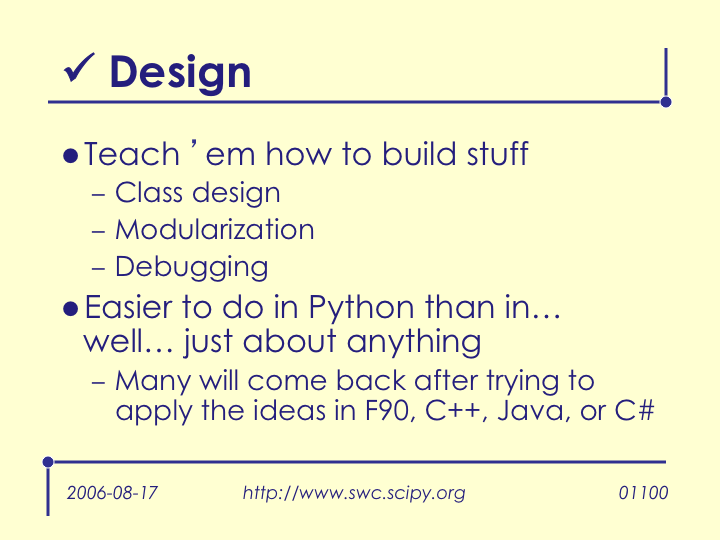 ✓ Design
●Teach ’em how to build stuff
– Class design
– Modularization
– Debugging
●Easier to do in Python than in…
well… just about anything
– Many will come back after trying to
apply the ideas in F90, C++, Java, or C#
2006-08-17 http://www.swc.scipy.org 01100